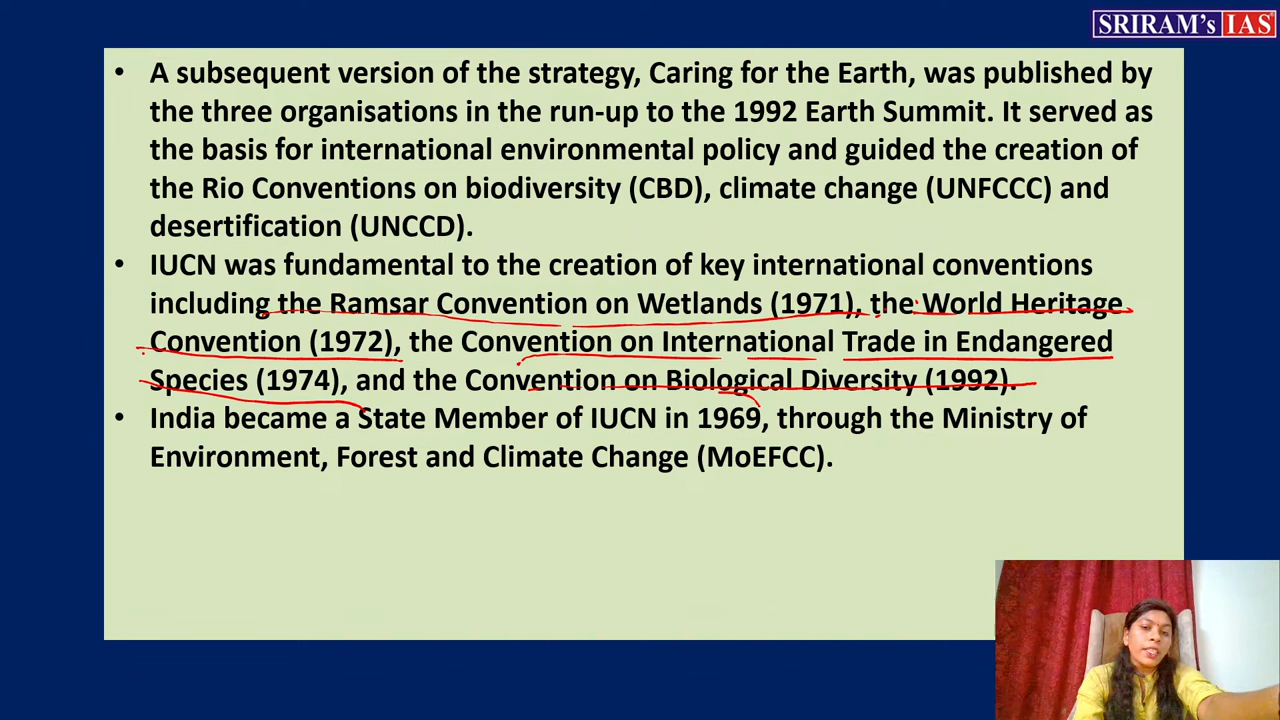 SRIRAM's IAS
• A subsequent version of the strategy, Caring for the Earth, was published by
the three organisations in the run-up to the 1992 Earth Summit. It served as
the basis for international environmental policy and guided the creation of
the Rio Conventions on biodiversity (CBD), climate change (UNFCCC) and
desertification (UNCCD).
• IUCN was fundamental to the creation of key international conventions
including the Ramsar Convention on Wetlands (1971), the World Heritage
Convention (1972), the Convention on International Trade in Endangered
Species (1974), and the Convention on Biological Diversity (1992).
• India became a State Member of IUCN in 1969, through the Ministry of
Environment, Forest and Climate Change (MoEFCC).